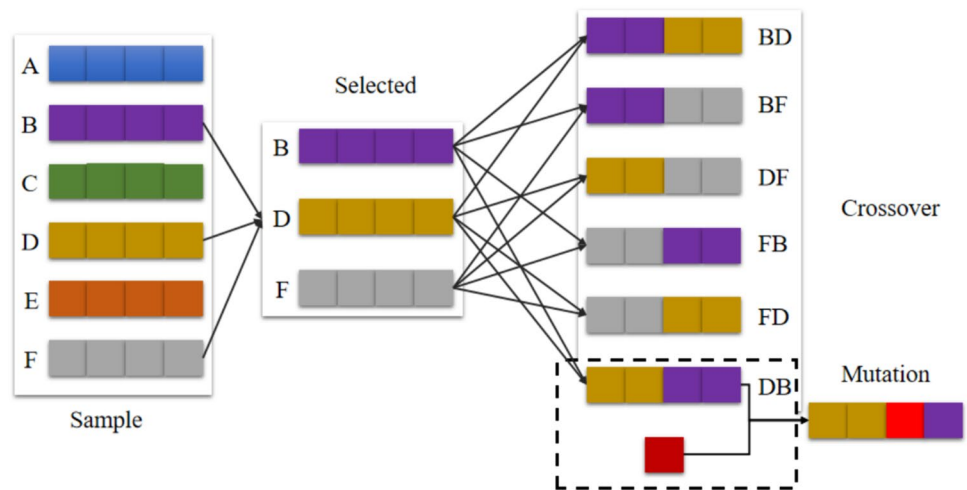 A
B
C
D
E
F
Sample
Selected
B
D
F
BD
BF
DF
FB
FD
DB
Crossover
Mutation